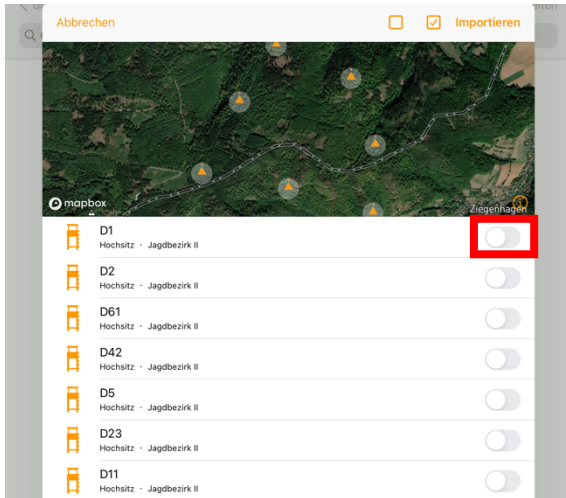 Abbrechen
Importieren
mapbox
Ziegenhagen
D1
Hochsitz · Jagdbezirk II
D2
Hochsitz · Jagdbezirk II
D61
Hochsitz · Jagdbezirk II
D42
Hochsitz · Jagdbezirk II
D5
Hochsitz · Jagdbezirk II
D23
Hochsitz · Jagdbezirk II
D11
Hochsitz · Jagdbezirk II